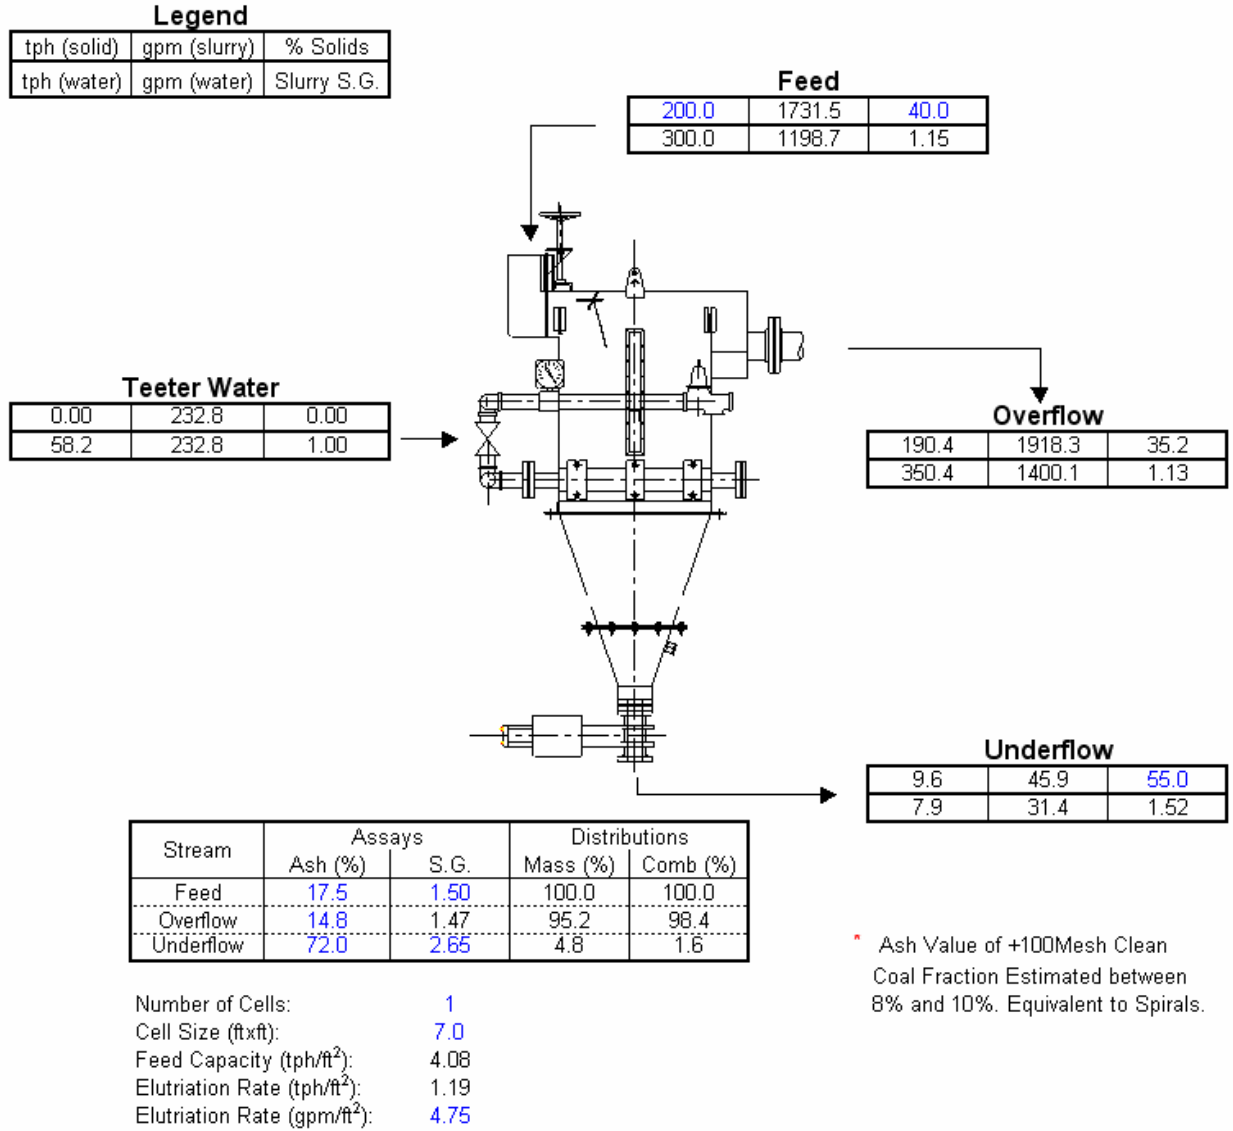 Legend
tph (solid) gpm (slurry) % Solids
tph (water) gpm (water) Slurry S.G.
Feed
200.0 1731.5 40.0
300.0 1198.7 1.15
Teeter Water
0.00 232.8 0.00
58.2 232.8 1.00
Overflow
190.4 1918.3 35.2
350.4 1400.1 1.13
Underflow
9.6 45.9 55.0
7.9 31.4 1.52
Stream Assays Distributions
Ash (%) S.G. Mass (%) Comb (%)
Feed 17.5 1.50 100.0 100.0
Overflow 14.8 1.47 95.2 98.4
Underflow 72.0 2.65 4.8 1.6
* Ash Value of +100Mesh Clean
Coal Fraction Estimated between
8% and 10%. Equivalent to Spirals.
Number of Cells: 1
Cell Size (ftxft): 7.0
Feed Capacity (tph/ft²): 4.08
Elutriation Rate (tph/ft²): 1.19
Elutriation Rate (gpm/ft²): 4.75